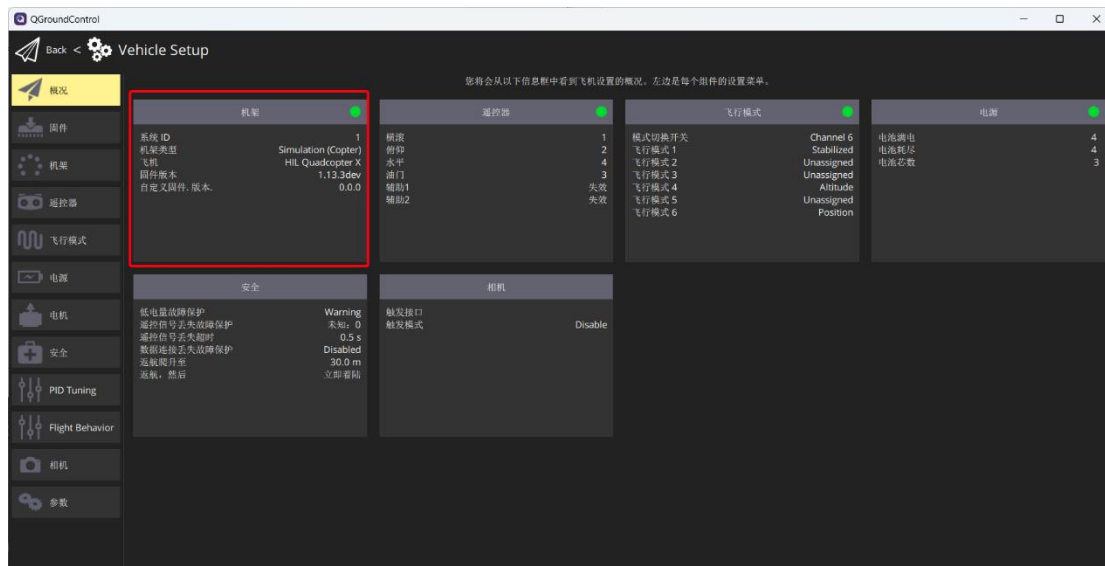 QGroundControl
Back < Vehicle Setup
您将会从以下信息框中看到飞机设置的概况。左边是每个组件的设置菜单。
概况
固件
机架
遥控器
飞行模式
电源
电机
安全
PID Tuning
Flight Behavior
相机
参数
机架
系统 ID 1
机架类型 Simulation (Copter)
飞机 HIL Quadcopter X
固件版本 1.13.3dev
自定义固件. 版本. 0.0.0
遥控器
横滚 1
俯仰 2
水平 4
油门 3
辅助1 失效
辅助2 失效
飞行模式
模式切换开关 Channel 6
飞行模式 1 Stabilized
飞行模式 2 Unassigned
飞行模式 3 Unassigned
飞行模式 4 Altitude
飞行模式 5 Unassigned
飞行模式 6 Position
电源
电池满电 4
电池耗尽 4
电池芯数 3
安全
低电量故障保护 Warning
遥控信号丢失故障保护 未知: 0
遥控信号丢失超时 0.5 s
数据连接丢失故障保护 Disabled
返航爬升至 30.0 m
返航，然后 立即着陆
相机
触发接口
触发模式 Disable